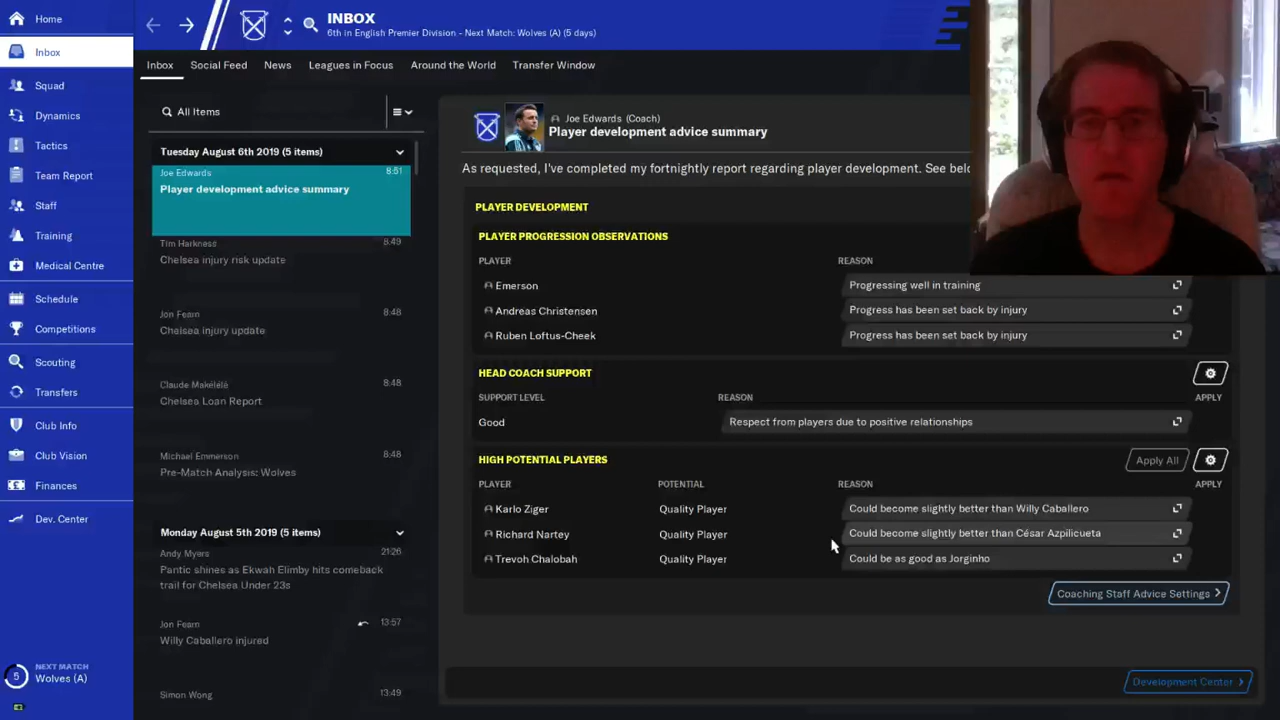 Home
Inbox
Squad
Dynamics
Tactics
Team Report
Staff
Training
Medical Centre
Schedule
Competitions
Scouting
Transfers
Club Info
Club Vision
Finances
Dev. Center
5
NEXT MATCH
Wolves (A)
INBOX
6th in English Premier Division - Next Match: Wolves (A) (5 days)
Inbox Social Feed News Leagues in Focus Around the World Transfer Window
All Items
Tuesday August 6th 2019 (5 items)
Joe Edwards 8:51
Player development advice summary
Tim Harkness 8:49
Chelsea injury risk update
Jon Fearn 8:48
Chelsea injury update
Claude Makélélé 8:48
Chelsea Loan Report
Michael Emmerson 8:48
Pre-Match Analysis: Wolves
Monday August 5th 2019 (5 items)
Andy Myers 21:26
Pantic shines as Ekwah Elimby hits comeback
trail for Chelsea Under 23s
Jon Fearn 13:57
Willy Caballero injured
Simon Wong 13:49
Joe Edwards (Coach)
Player development advice summary
As requested, I've completed my fortnightly report regarding player development. See
PLAYER DEVELOPMENT
PLAYER PROGRESSION OBSERVATIONS
PLAYER REASON
Emerson Progressing well in training
Andreas Christensen Progress has been set back by injury
Ruben Loftus-Cheek Progress has been set back by injury
HEAD COACH SUPPORT
SUPPORT LEVEL REASON APPLY
Good Respect from players due to positive relationships
HIGH POTENTIAL PLAYERS Apply All
PLAYER POTENTIAL REASON APPLY
Karlo Ziger Quality Player Could become slightly better than Willy Caballero
Richard Nartey Quality Player Could become slightly better than César Azpilicueta
Trevoh Chalobah Quality Player Could be as good as Jorginho
Coaching Staff Advice Settings
Development Center